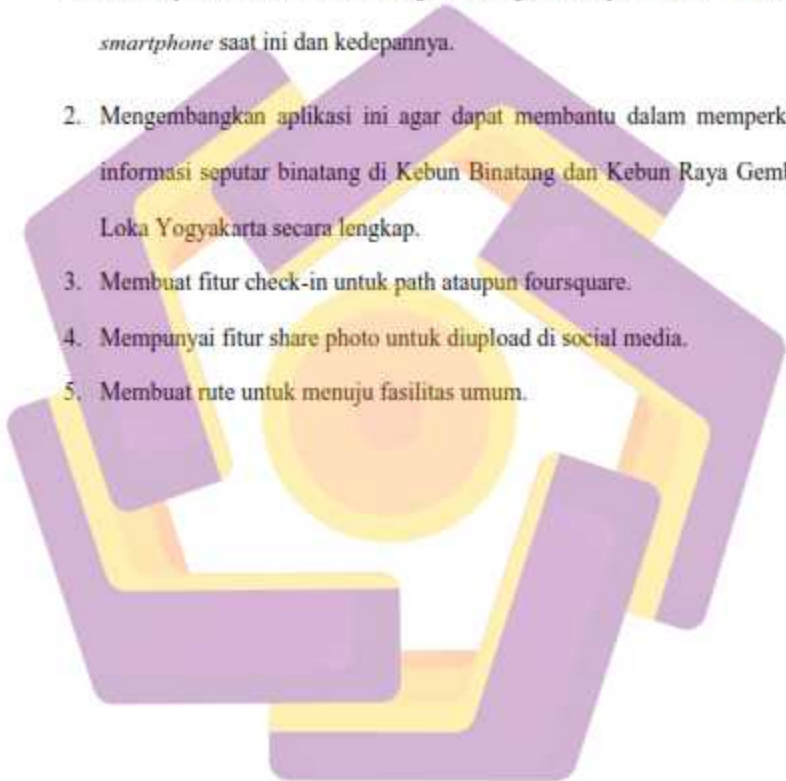 smartphone saat ini dan kedepannya.
2. Mengembangkan aplikasi ini agar dapat membantu dalam
informasi seputar binatang di Kebun Binatang dan Kebun Raya
Loka Yogyakarta secara lengkap.
3. Membuat fitur check-in untuk path ataupun foursquare.
4. Mempunyai fitur share photo untuk diupload di social media.
5. Membuat rute untuk menuju fasilitas umum.